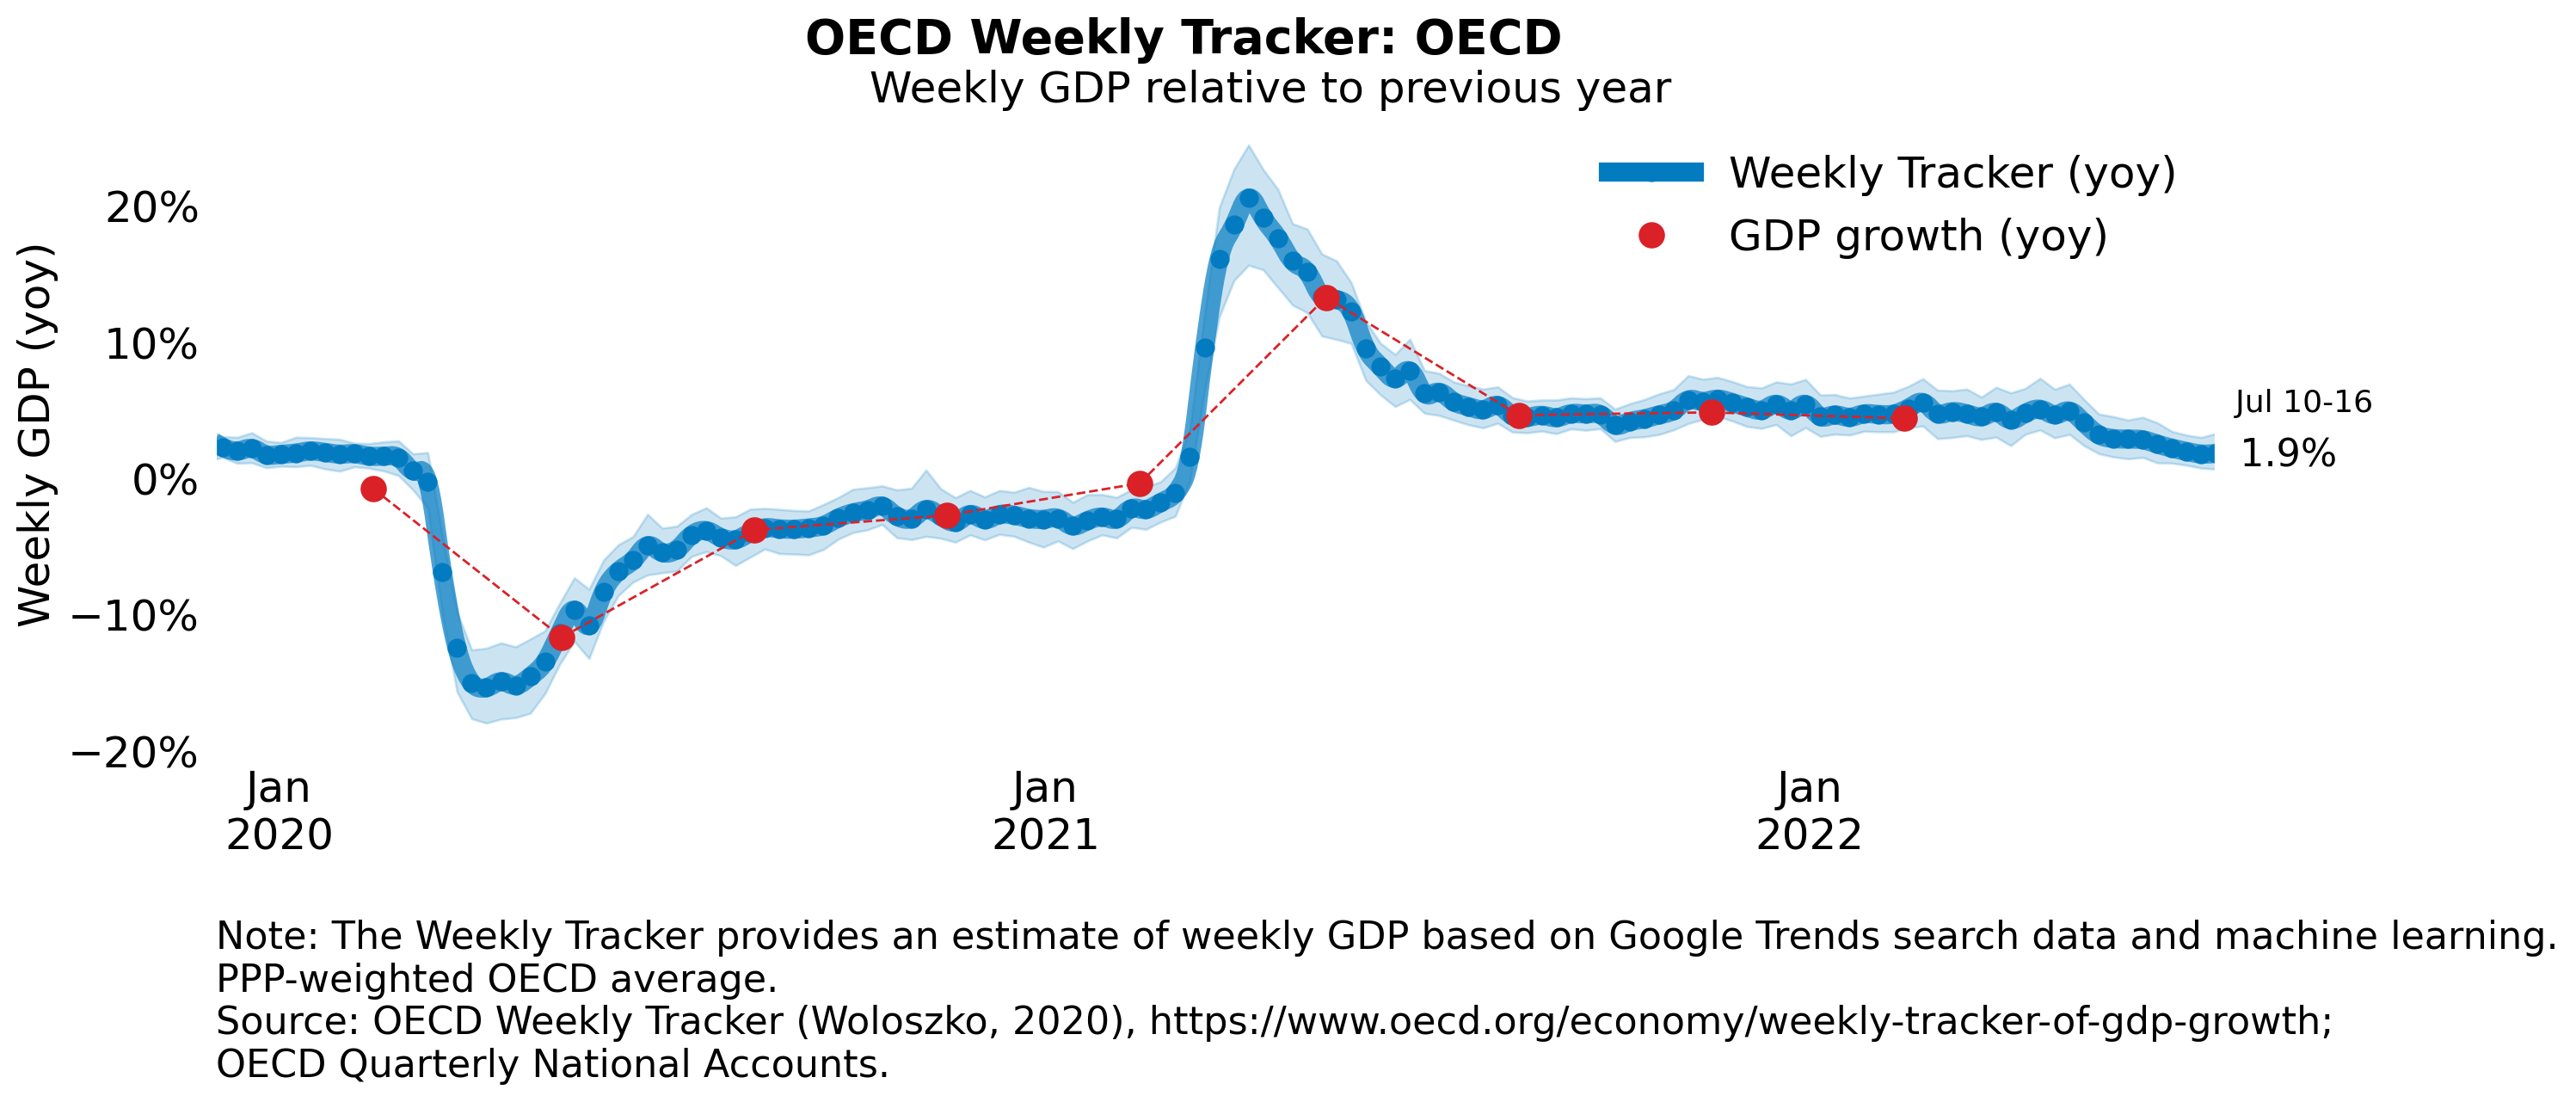 OECD Weekly Tracker: OECD
Weekly GDP relative to previous year
Weekly Tracker (yoy)
GDP growth (yoy)
Weekly GDP (yoy)
20%
10%
0%
−10%
−20%
Jul 10-16
1.9%
Jan
2020
Jan
2021
Jan
2022
Note: The Weekly Tracker provides an estimate of weekly GDP based on Google Trends search data and machine learning.
PPP-weighted OECD average.
Source: OECD Weekly Tracker (Woloszko, 2020), https://www.oecd.org/economy/weekly-tracker-of-gdp-growth;
OECD Quarterly National Accounts.